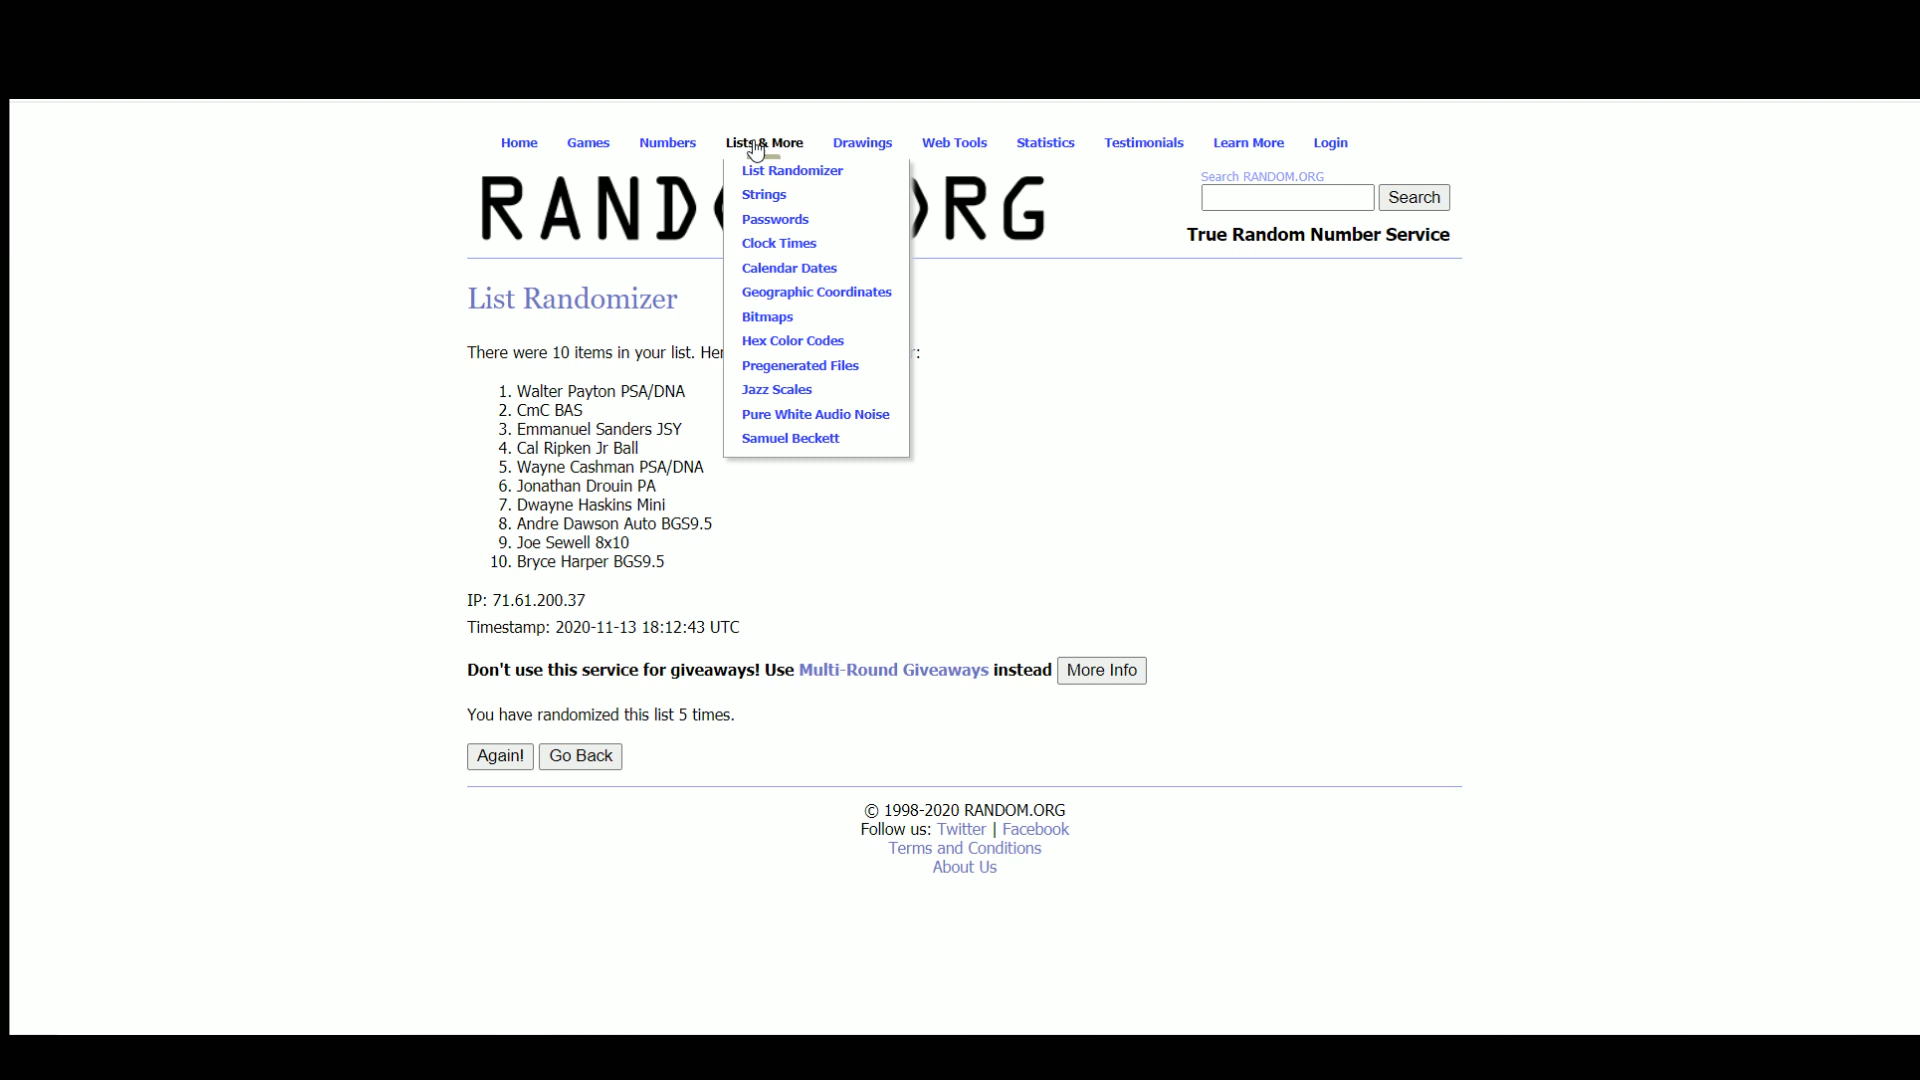 Home Games Numbers Lists & More Drawings Web Tools Statistics Testimonials Learn More Login
List Randomizer
Strings
Passwords
Clock Times
Calendar Dates
Geographic Coordinates
Bitmaps
Hex Color Codes
Pregenerated Files
Jazz Scales
Pure White Audio Noise
Samuel Beckett
RAND RG
Search RANDOM.ORG
Search
True Random Number Service
List Randomizer
There were 10 items in your list. Her :
1. Walter Payton PSA/DNA
2. CmC BAS
3. Emmanuel Sanders JSY
4. Cal Ripken Jr Ball
5. Wayne Cashman PSA/DNA
6. Jonathan Drouin PA
7. Dwayne Haskins Mini
8. Andre Dawson Auto BGS9.5
9. Joe Sewell 8x10
10. Bryce Harper BGS9.5
IP: 71.61.200.37
Timestamp: 2020-11-13 18:12:43 UTC
Don't use this service for giveaways! Use Multi-Round Giveaways instead More Info
You have randomized this list 5 times.
Again! Go Back
© 1998-2020 RANDOM.ORG
Follow us: Twitter | Facebook
Terms and Conditions
About Us